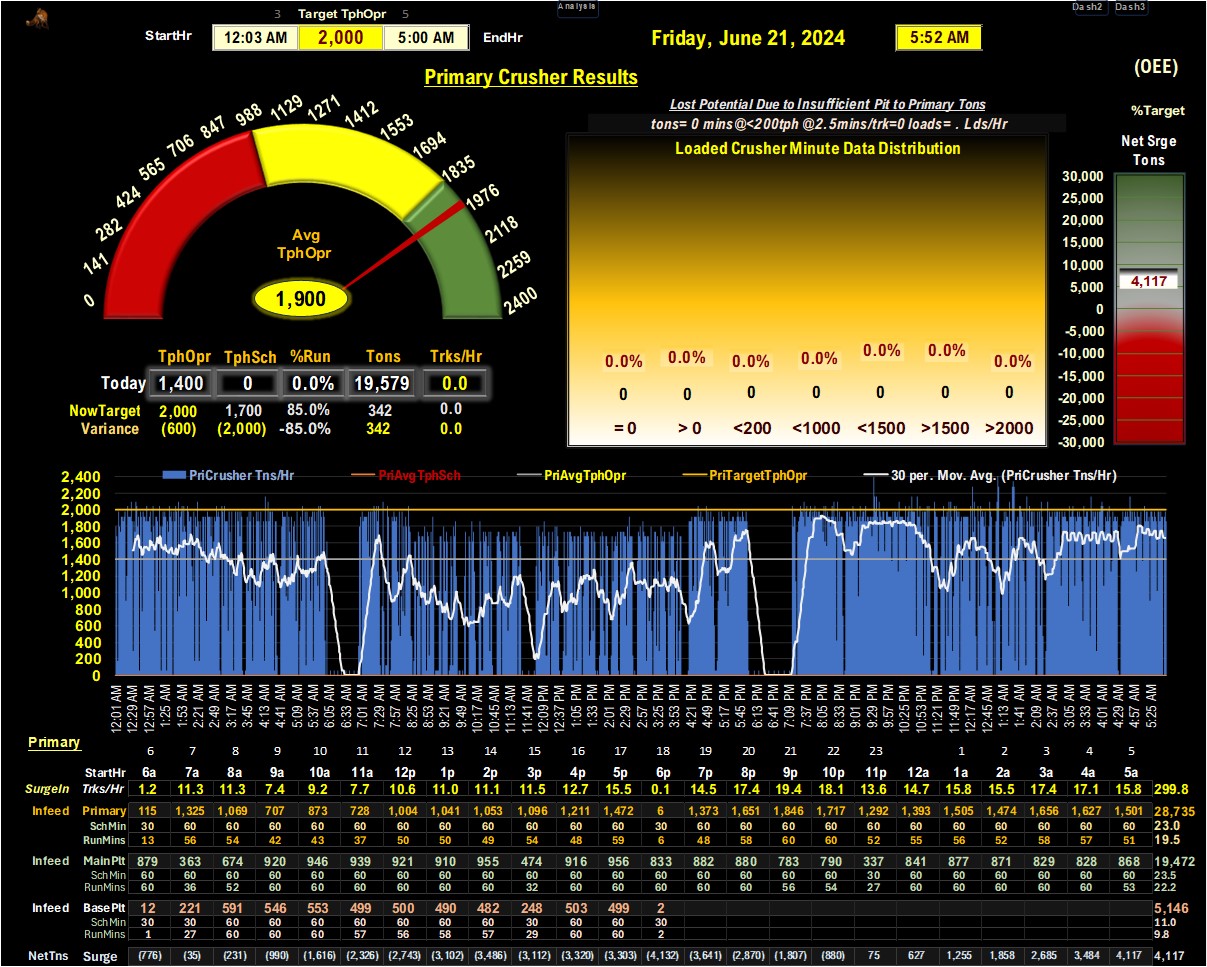 3 Target TphOpr 5
Analysis
Dash2 Dash3
StartHr 12:03 AM 2,000 5:00 AM EndHr
Friday, June 21, 2024
5:52 AM
Primary Crusher Results
(OEE)
%Target
Net Srge
Tons
0 141 282 424 565 706 847 988 1129 1271 1412 1553 1694 1835 1976 2118 2259 2400
Avg
TphOpr
1,900
Lost Potential Due to Insufficient Pit to Primary Tons
tons= 0 mins@<200tph @2.5mins/trk=0 loads= . Lds/Hr
Loaded Crusher Minute Data Distribution
0.0% 0.0% 0.0% 0.0% 0.0% 0.0% 0.0%
0 0 0 0 0 0 0
=0 >0 <200 <1000 <1500 >1500 >2000
30,000
25,000
20,000
15,000
10,000
5,000
0
-5,000
-10,000
-15,000
-20,000
-25,000
-30,000
4,117
TphOpr TphSch %Run Tons Trks/Hr
Today 1,400 0 0.0% 19,579 0.0
NowTarget 2,000 1,700 85.0% 342 0.0
Variance (600) (2,000) -85.0% 342 0.0
PriCrusher Tns/Hr PriAvgTphSch PriAvgTphOpr PriTargetTphOpr 30 per. Mov. Avg. (PriCrusher Tns/Hr)
2,400
2,200
2,000
1,800
1,600
1,400
1,200
1,000
800
600
400
200
0
12:01 AM 12:29 AM 12:57 AM 1:25 AM 1:53 AM 2:21 AM 2:49 AM 3:17 AM 3:45 AM 4:13 AM 4:41 AM 5:09 AM 5:37 AM 6:05 AM 6:33 AM 7:01 AM 7:29 AM 7:57 AM 8:25 AM 8:53 AM 9:21 AM 9:49 AM 10:17 AM 10:45 AM 11:13 AM 11:41 AM 12:09 PM 12:37 PM 1:05 PM 1:33 PM 2:01 PM 2:29 PM 2:57 PM 3:25 PM 3:53 PM 4:21 PM 4:49 PM 5:17 PM 5:45 PM 6:13 PM 6:41 PM 7:09 PM 7:37 PM 8:05 PM 8:33 PM 9:01 PM 9:29 PM 9:57 PM 10:25 PM 10:53 PM 11:21 PM 11:49 PM 12:17 AM 12:45 AM 1:13 AM 1:41 AM 2:09 AM 2:37 AM 3:05 AM 3:33 AM 4:01 AM 4:29 AM 4:57 AM 5:25 AM
Primary
6 7 8 9 10 11 12 13 14 15 16 17 18 19 20 21 22 23 1 2 3 4 5
StartHr 6a 7a 8a 9a 10a 11a 12p 1p 2p 3p 4p 5p 6p 7p 8p 9p 10p 11p 12a 1a 2a 3a 4a 5a
SurgeIn Trks/Hr 1.2 11.3 11.3 7.4 9.2 7.7 10.6 11.0 11.1 11.5 12.7 15.5 0.1 14.5 17.4 19.4 18.1 13.6 14.7 15.8 15.5 17.4 17.1 15.8 299.8
Infeed Primary 115 1,325 1,069 707 873 728 1,004 1,041 1,053 1,096 1,211 1,472 6 1,373 1,651 1,846 1,717 1,292 1,393 1,505 1,474 1,656 1,627 1,501 28,735
SchMin 30 60 60 60 60 60 60 60 60 60 60 60 30 60 60 60 60 60 60 60 60 60 60 60 23.0
RunMins 13 56 54 42 43 37 50 50 49 54 48 59 6 48 58 60 60 52 55 56 52 58 57 51 19.5
Infeed MainPlt 879 363 674 920 946 939 921 910 955 474 916 956 833 882 880 783 790 337 841 877 871 829 828 868 19,472
SchMin 60 60 60 60 60 60 60 60 60 60 60 60 60 60 60 60 60 30 60 60 60 60 60 60 23.5
RunMins 60 36 52 60 60 60 60 60 60 32 60 60 60 60 60 56 54 27 60 60 60 60 60 53 22.2
Infeed BasePlt 12 221 591 546 553 499 500 490 482 248 503 499 2 5,146
SchMin 30 30 60 60 60 60 60 60 60 30 60 60 30 11.0
RunMins 1 27 60 60 60 57 56 58 57 29 60 60 2 9.8
NetTns Surge (776) (35) (231) (990) (1,616) (2,326) (2,743) (3,102) (3,486) (3,112) (3,320) (3,303) (4,132) (3,641) (2,870) (1,807) (880) 75 627 1,255 1,858 2,685 3,484 4,117 4,117